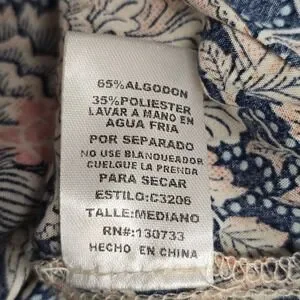 65%ALGODON
35%POLIESTER
LAVAR A MANO EN
AGUA FRIA
POR SEPARADO
NO USE BLANQUEADOR
CUELGUE LA PRENDA
PARA SECAR
ESTILO:C3206
TALLE:MEDIANO
RN#:130733
HECHO EN CHINA